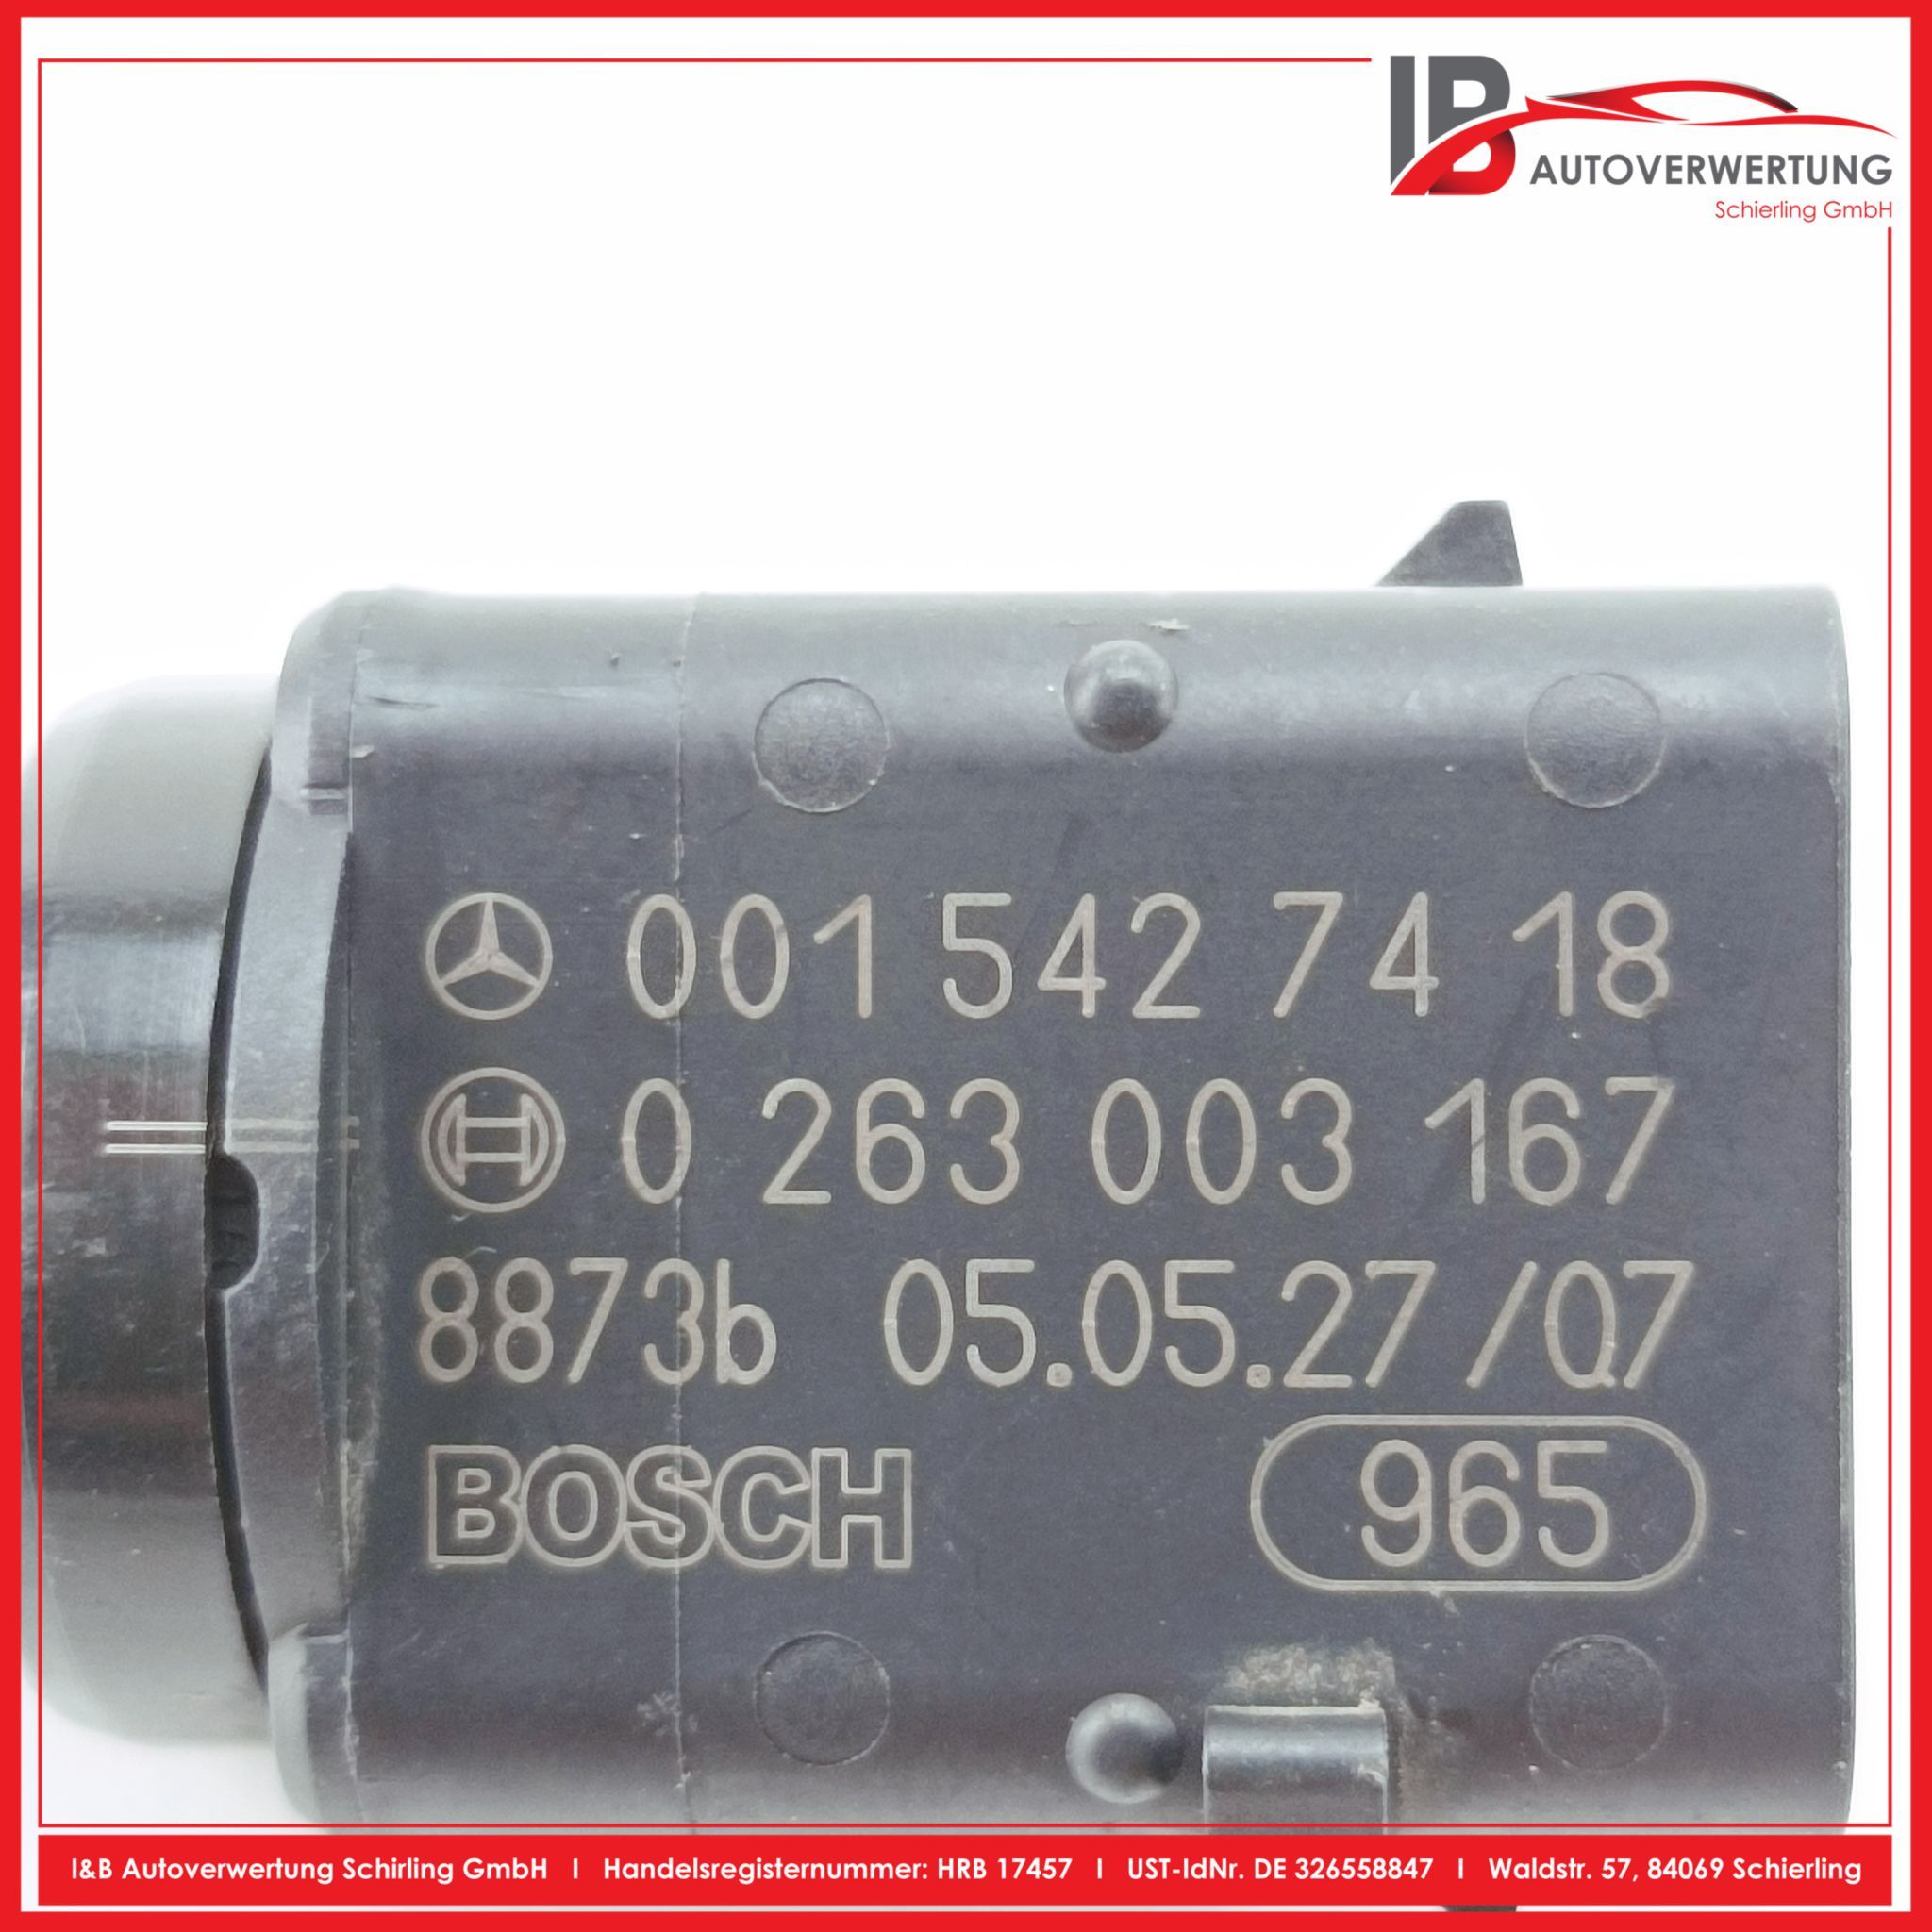 IB AUTOVERWERTUNG
Schierling GmbH
001 542 74 18
0 263 003 167
8873b 05.05.27 /Q7
BOSCH 965
I&B Autoverwertung Schirling GmbH I Handelsregisternummer: HRB 17457 I UST-IdNr. DE 326558847 I Waldstr. 57, 84069 Schierling